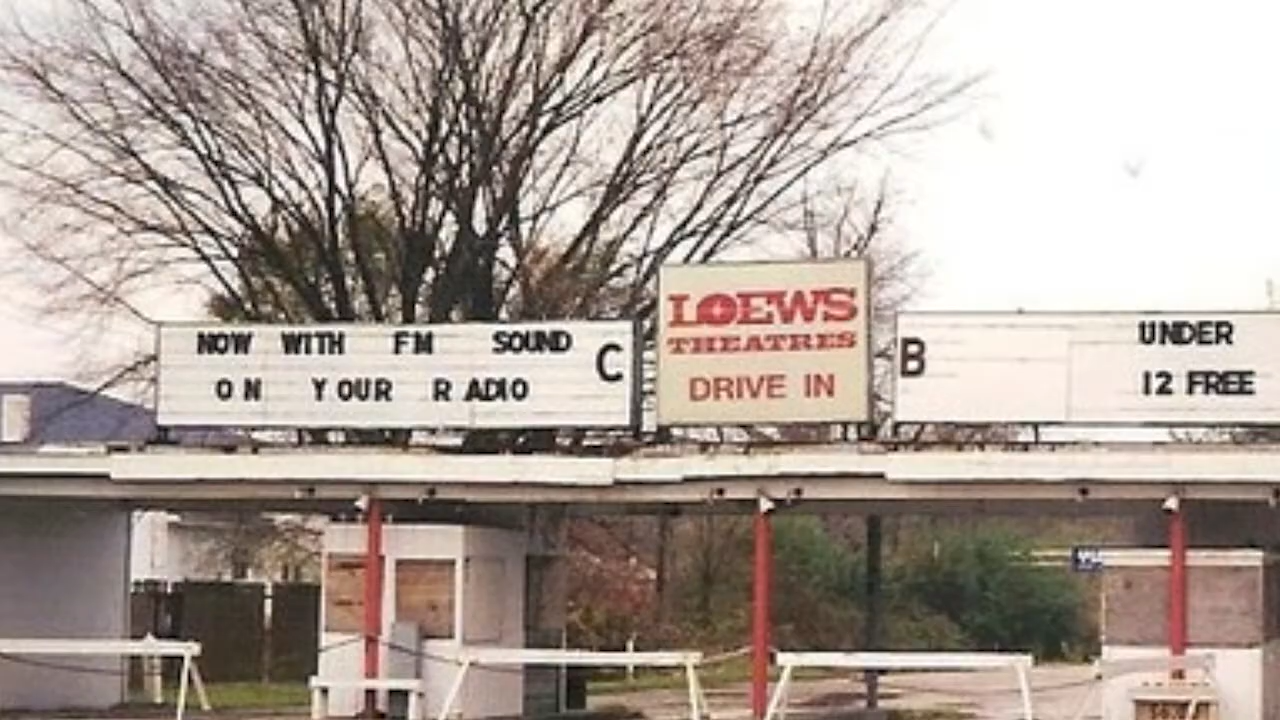 NOW WITH FM SOUND
ON YOUR RADIO
C
LOEWS
THEATRES
DRIVE IN
B
UNDER
12 FREE